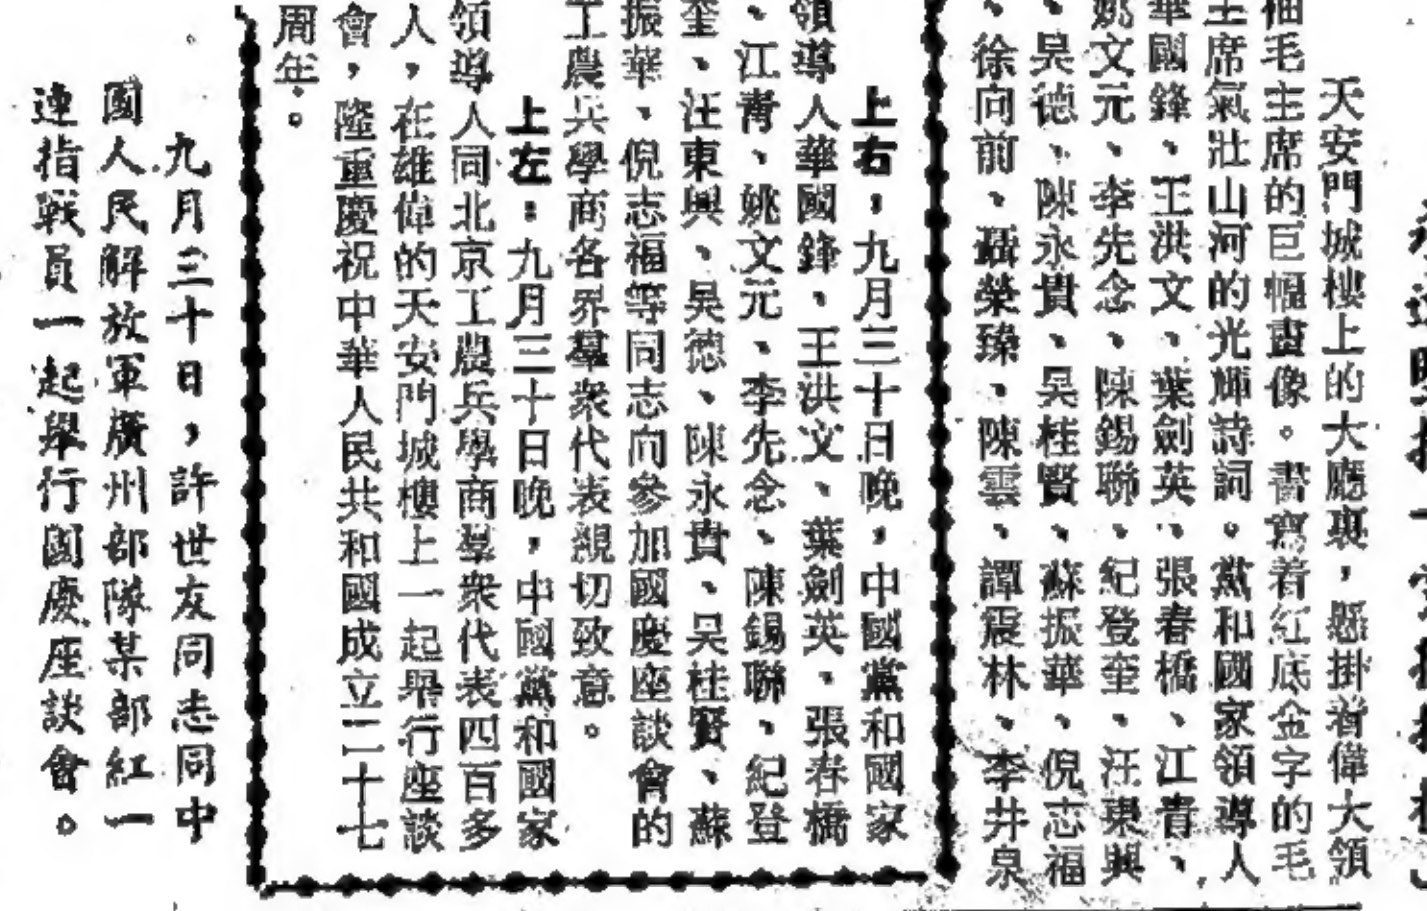 天安門城樓上的大廳裏，懸掛着偉大領
袖毛主席的巨幅畫像。書寫着紅底金字的毛
主席氣壯山河的光輝詩詞。黨和國家領導人
華國鋒、王洪文、葉劍英、張春橋、江青、
姚文元、李先念、陳錫聯、紀登奎、汪東興
、吴德、陳永貴、吴桂賢、蘇振華、倪志福
、徐向前、聶榮臻、陳雲、譚震林、李井泉
上右：九月三十日晚，中國黨和國家
領導人華國鋒、王洪文、葉劍英、張春橋
、江青、姚文元、李先念、陳錫聯、紀登
奎、汪東興、吴德、陳永貴、吴桂賢、蘇
振華、倪志福等同志向參加國慶座談會的
工農兵學商各界羣衆代表親切致意。
上左：九月三十日晚，中國黨和國家
領導人同北京工農兵學商羣衆代表四百多
人，在雄偉的天安門城樓上一起舉行座談
會，隆重慶祝中華人民共和國成立二十七
周年。
九月三十日，許世友同志同中
國人民解放軍廣州部隊某部紅一
連指戰員一起舉行國慶座談會。